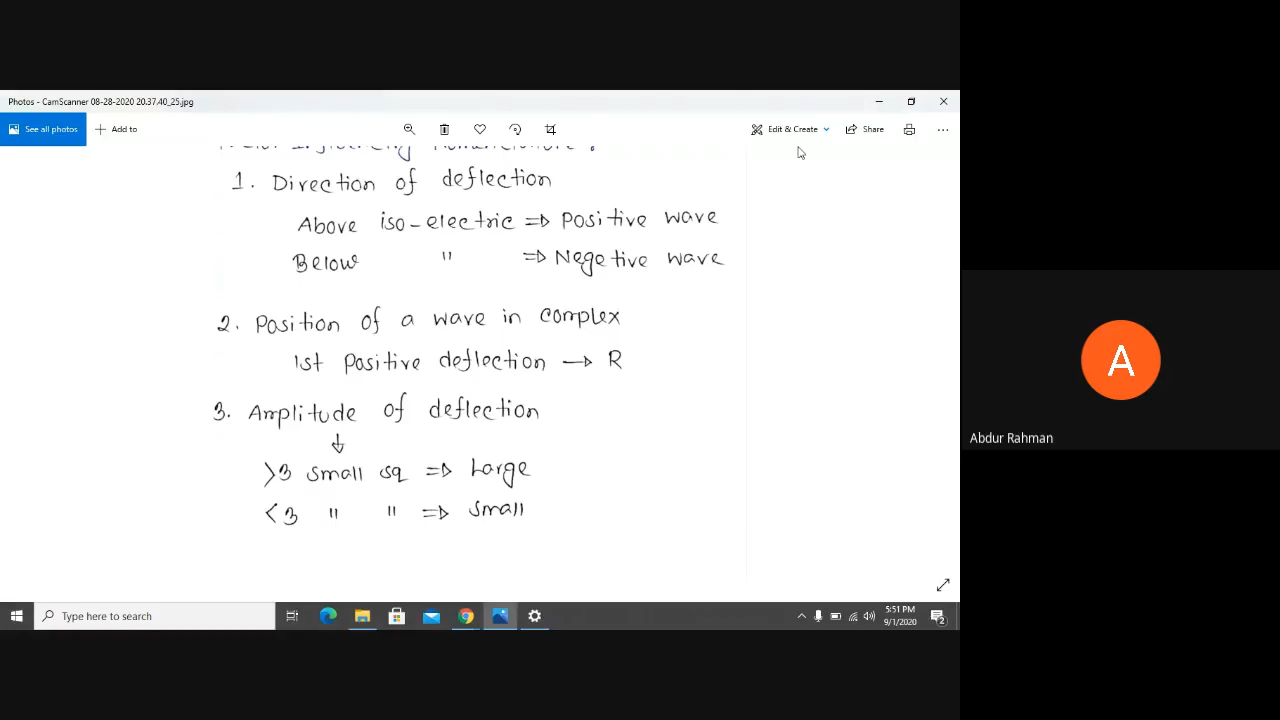 Photos - CamScanner 08-28-2020 20.37.40_25.jpg
See all photos
Add to
Edit & Create
Share
Influencing Nomenclature :
1. Direction of deflection
Above iso-electric ⇒ Positive wave
Below " ⇒ Negetive wave
2. Position of a wave in complex
1st Positive deflection → R
3. Amplitude of deflection
↓
>3 small sq ⇒ Large
<3 " " ⇒ small
A
Abdur Rahman
Type here to search
5:51 PM
9/1/2020
2